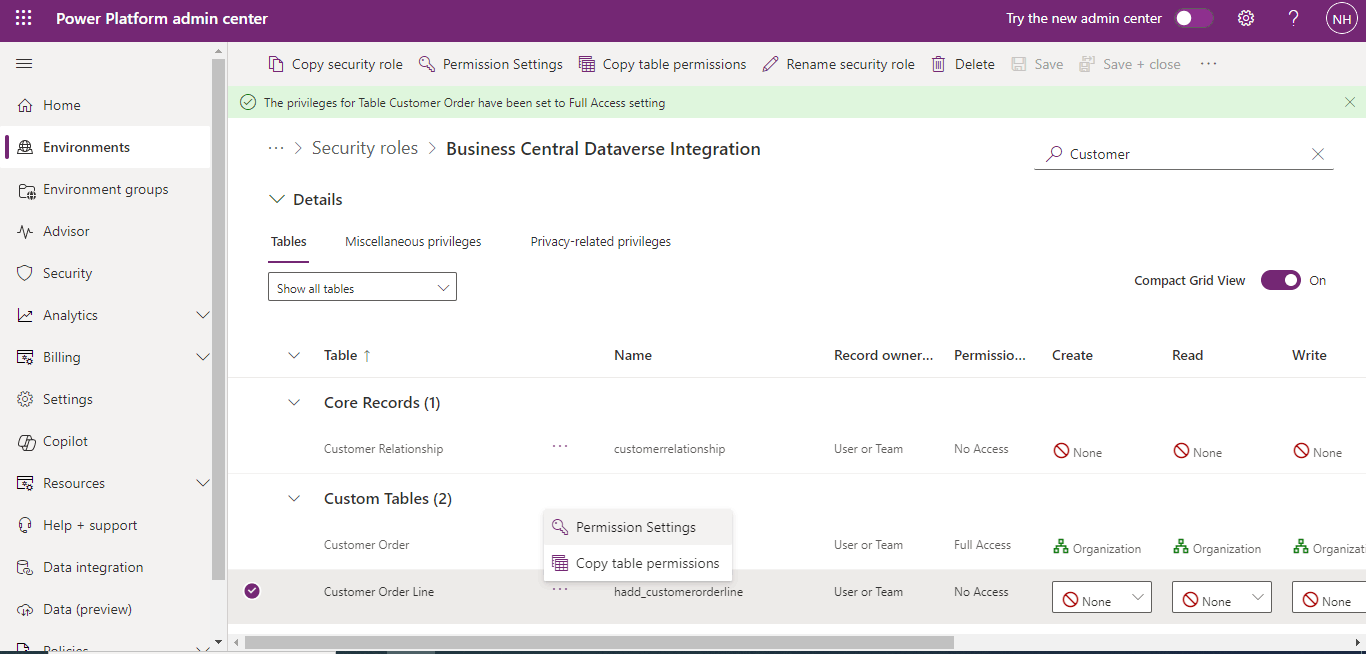 Power Platform admin center
Try the new admin center
?
NH
Copy security role
Permission Settings
Copy table permissions
Rename security role
Delete
Save
Save + close
...
Home
Environments
Environment groups
Advisor
Security
Analytics
Billing
Settings
Copilot
Resources
Help + support
Data integration
Data (preview)
Policies
The privileges for Table Customer Order have been set to Full Access setting
... > Security roles > Business Central Dataverse Integration
Customer
Details
Tables
Miscellaneous privileges
Privacy-related privileges
Show all tables
Compact Grid View
On
Table ↑ Name Record owner... Permissio... Create Read Write
Core Records (1)
Customer Relationship ... customerrelationship User or Team No Access None None None
Custom Tables (2)
Permission Settings
Copy table permissions
Customer Order User or Team Full Access Organization Organization Organizat
Customer Order Line ... hadd_customerorderline User or Team No Access None None None